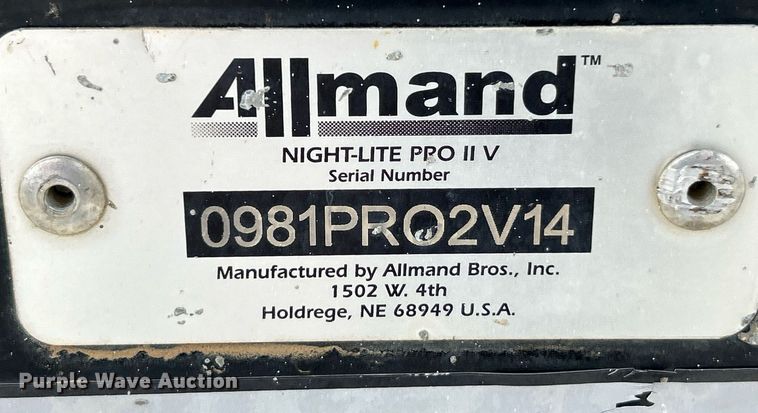 Allmand™
NIGHT-LITE PRO II V
Serial Number
0981PRO2V14
Manufactured by Allmand Bros., Inc.
1502 W. 4th
Holdrege, NE 68949 U.S.A.
Purple Wave Auction